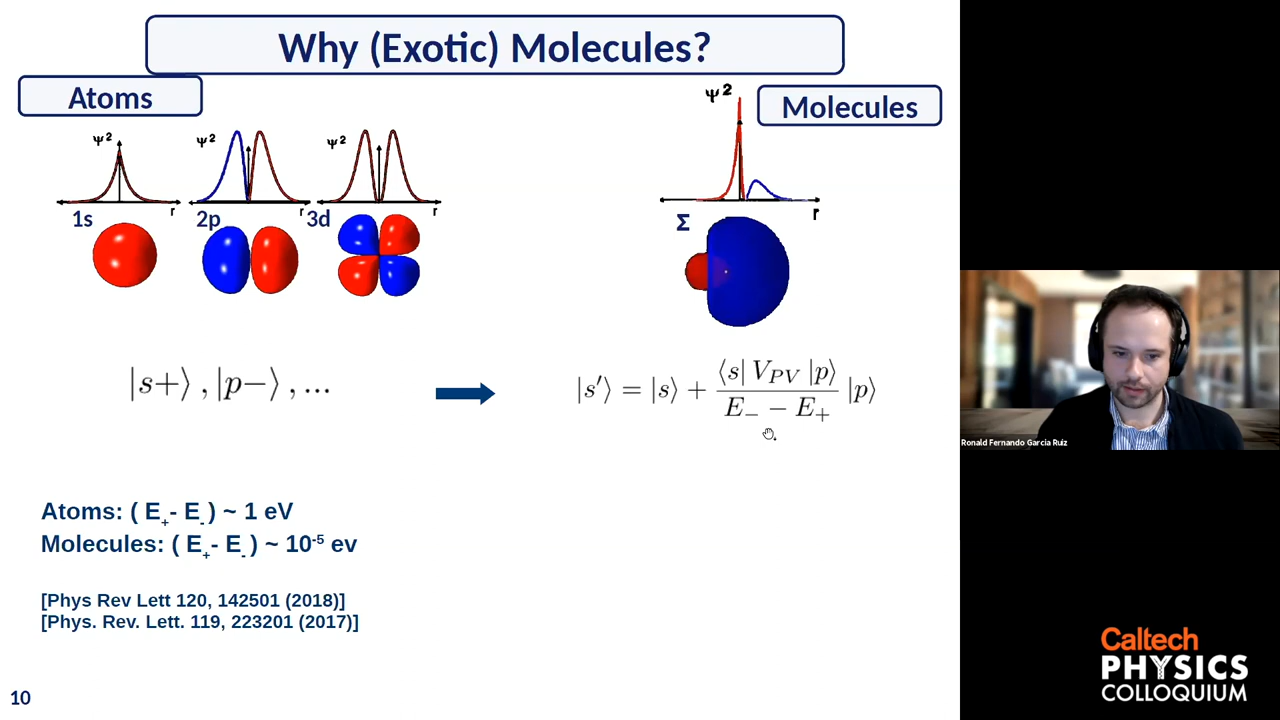 Why (Exotic) Molecules?
Atoms
Molecules
ψ²
ψ²
ψ²
ψ²
r
r
r
r
1s
2p
3d
Σ
|s+⟩ , |p−⟩ , ...
|s′⟩ = |s⟩ + ⟨s| V_PV |p⟩ / E₋ − E₊ |p⟩
Atoms: ( E₊- E₋ ) ~ 1 eV
Molecules: ( E₊- E₋ ) ~ 10⁻⁵ ev
[Phys Rev Lett 120, 142501 (2018)]
[Phys. Rev. Lett. 119, 223201 (2017)]
10
Ronald Fernando Garcia Ruiz
Caltech
PHYSICS
COLLOQUIUM